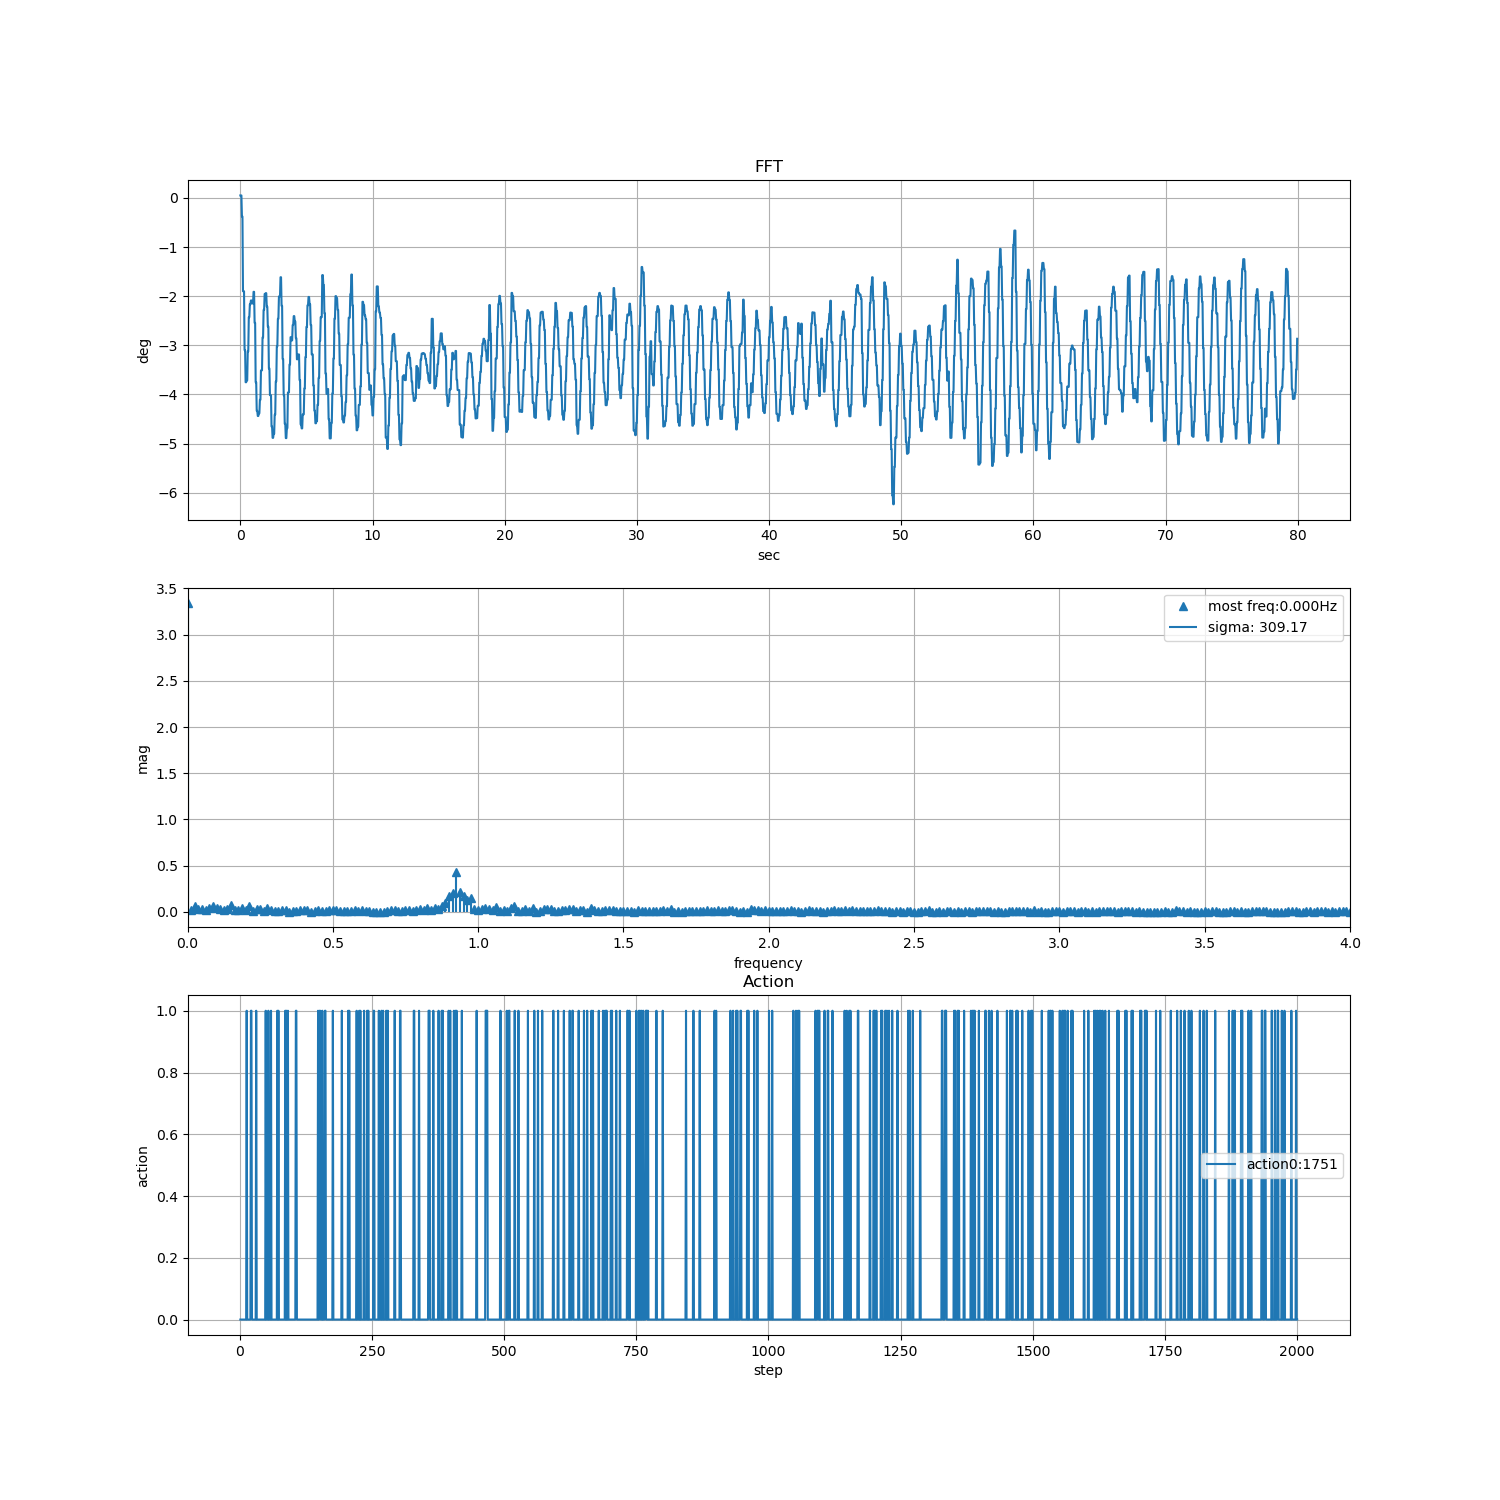 FFT
0
−1
−2
−3
−4
−5
−6
deg
0 10 20 30 40 50 60 70 80
sec
3.5
3.0
2.5
2.0
1.5
1.0
0.5
0.0
mag
most freq:0.000Hz
sigma: 309.17
0.0 0.5 1.0 1.5 2.0 2.5 3.0 3.5 4.0
frequency
Action
1.0
0.8
0.6
0.4
0.2
0.0
action
action0:1751
0 250 500 750 1000 1250 1500 1750 2000
step